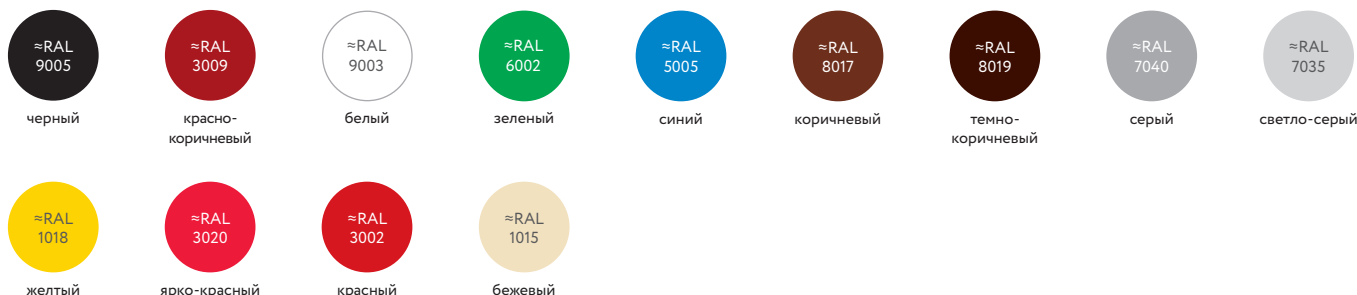 ≈RAL
9005
≈RAL
3009
≈RAL
9003
≈RAL
6002
≈RAL
5005
≈RAL
8017
≈RAL
8019
≈RAL
7040
≈RAL
7035
черный
красно-
коричневый
белый
зеленый
синий
коричневый
темно-
коричневый
серый
светло-серый
≈RAL
1018
≈RAL
3020
≈RAL
3002
≈RAL
1015
желтый
ярко-красный
красный
бежевый